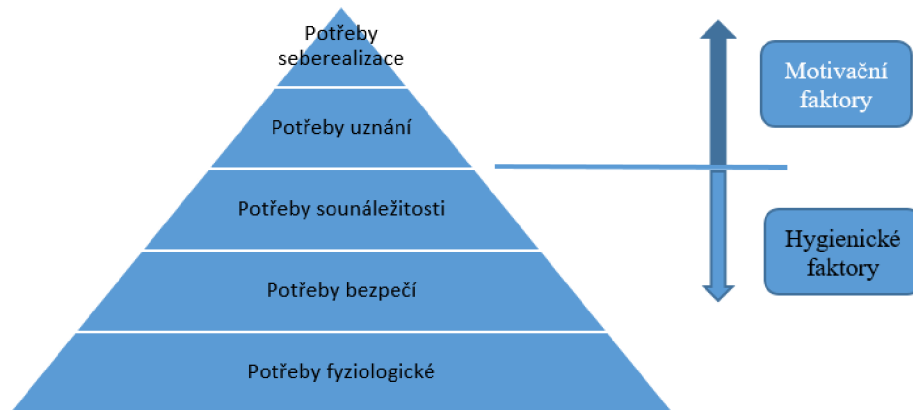 Potřeby
seberealizace
Potřeby uznání
Potřeby sounáležitosti
Potřeby bezpečí
Potřeby fyziologické
Motivační
faktory
Hygienické
faktory